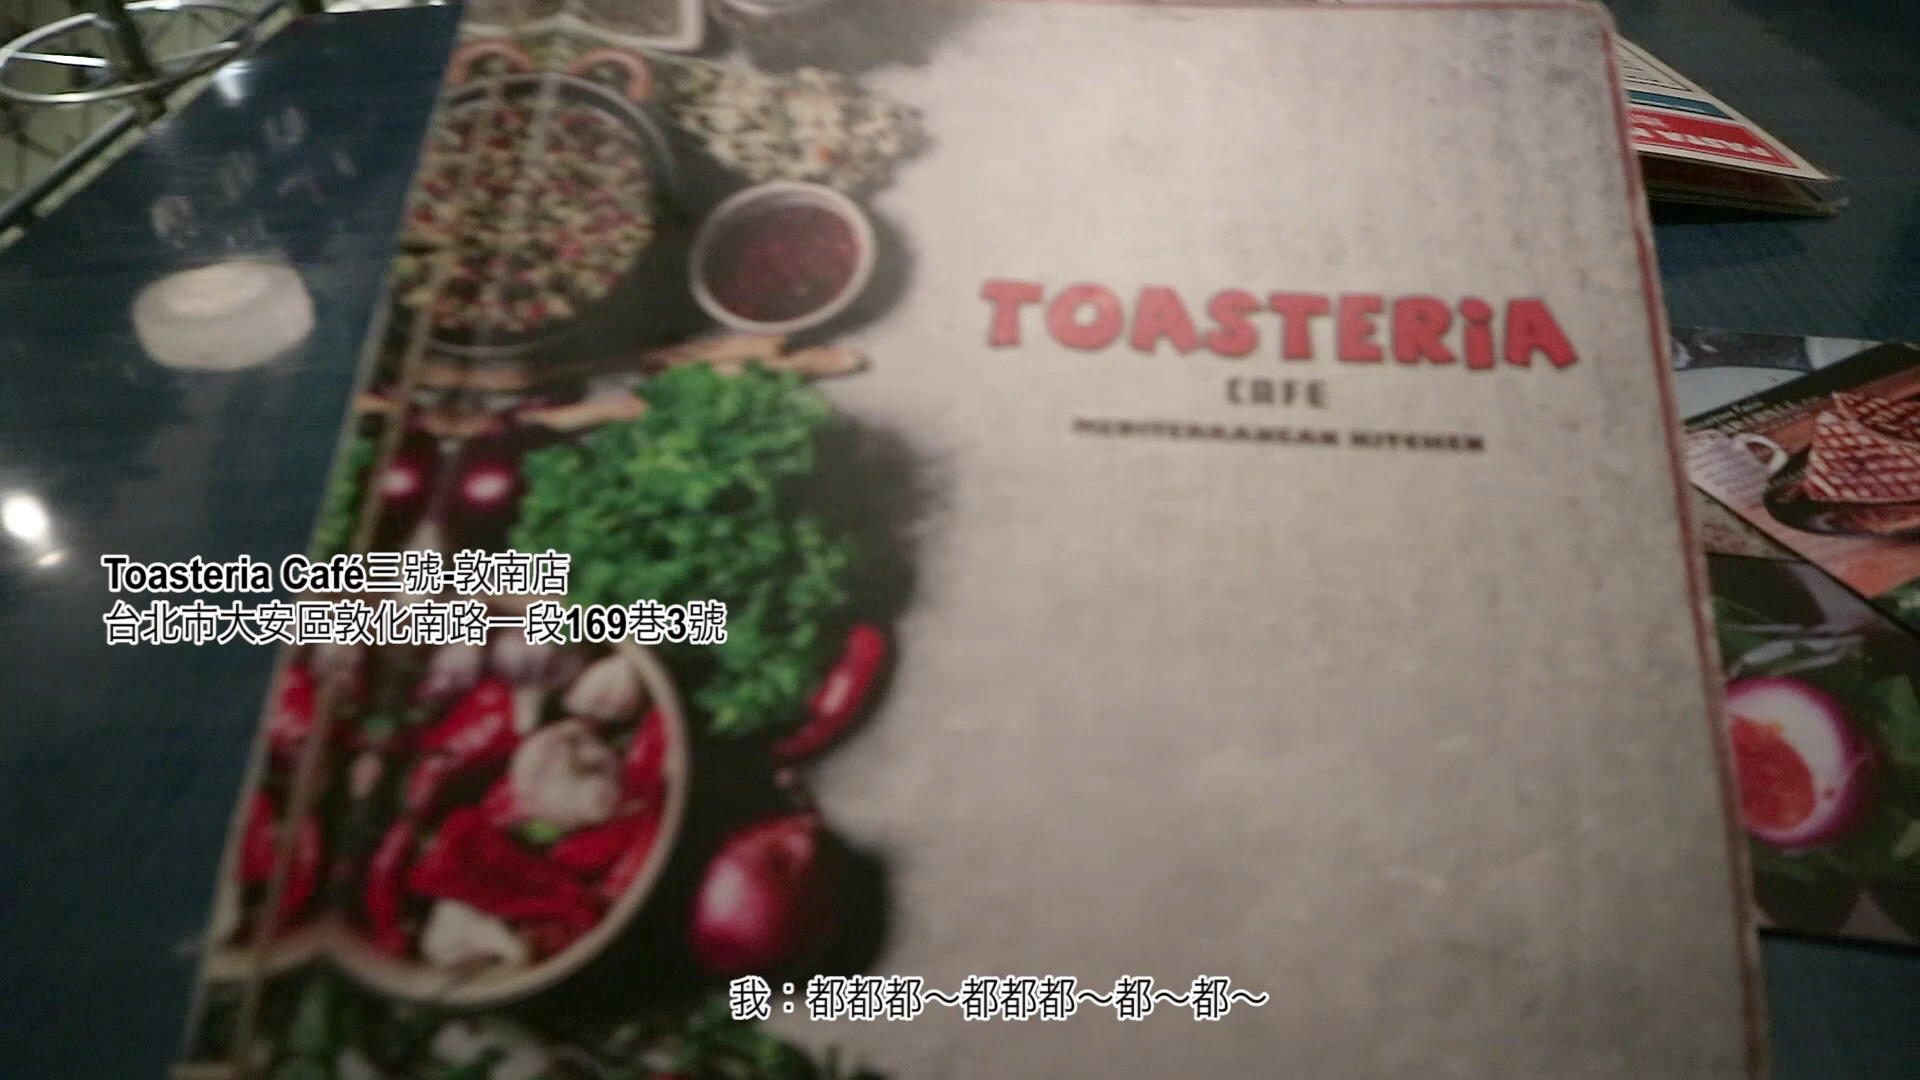 TOASTERiA
CAFE
MEDITERRANEAN KITCHEN
Toasteria Café三號-敦南店
台北市大安區敦化南路一段169巷3號
我：都都都～都都都～都～都～